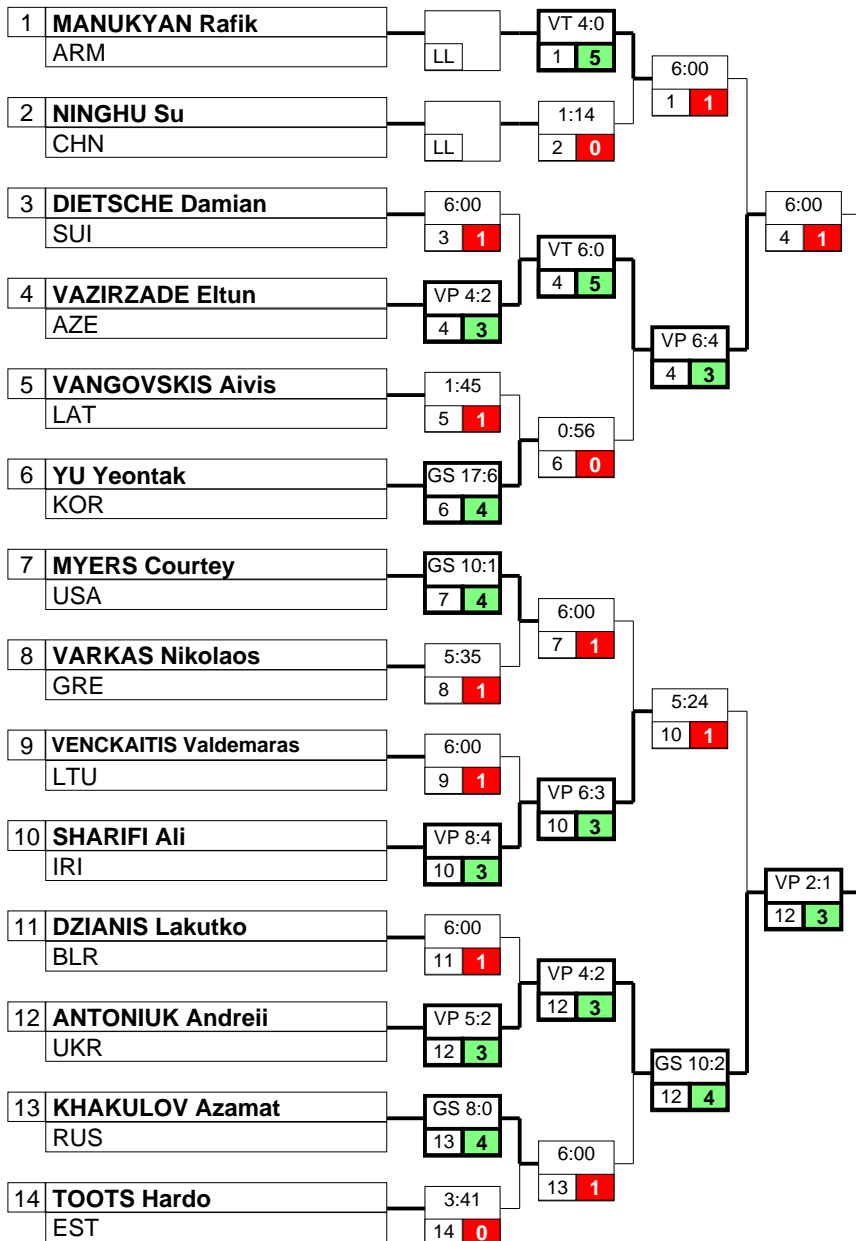 1 MANUKYAN Rafik
ARM
LL
VT 4:0
1 5
6:00
1 1
2 NINGHU Su
CHN
LL
1:14
2 0
3 DIETSCHE Damian
SUI
6:00
3 1
VT 6:0
4 5
6:00
4 1
4 VAZIRZADE Eltun
AZE
VP 4:2
4 3
VP 6:4
4 3
5 VANGOVSKIS Aivis
LAT
1:45
5 1
0:56
6 0
6 YU Yeontak
KOR
GS 17:6
6 4
7 MYERS Courtey
USA
GS 10:1
7 4
6:00
7 1
8 VARKAS Nikolaos
GRE
5:35
8 1
5:24
10 1
9 VENCKAITIS Valdemaras
LTU
6:00
9 1
VP 6:3
10 3
10 SHARIFI Ali
IRI
VP 8:4
10 3
VP 2:1
12 3
11 DZIANIS Lakutko
BLR
6:00
11 1
VP 4:2
12 3
12 ANTONIUK Andreii
UKR
VP 5:2
12 3
GS 10:2
12 4
13 KHAKULOV Azamat
RUS
GS 8:0
13 4
6:00
13 1
14 TOOTS Hardo
EST
3:41
14 0